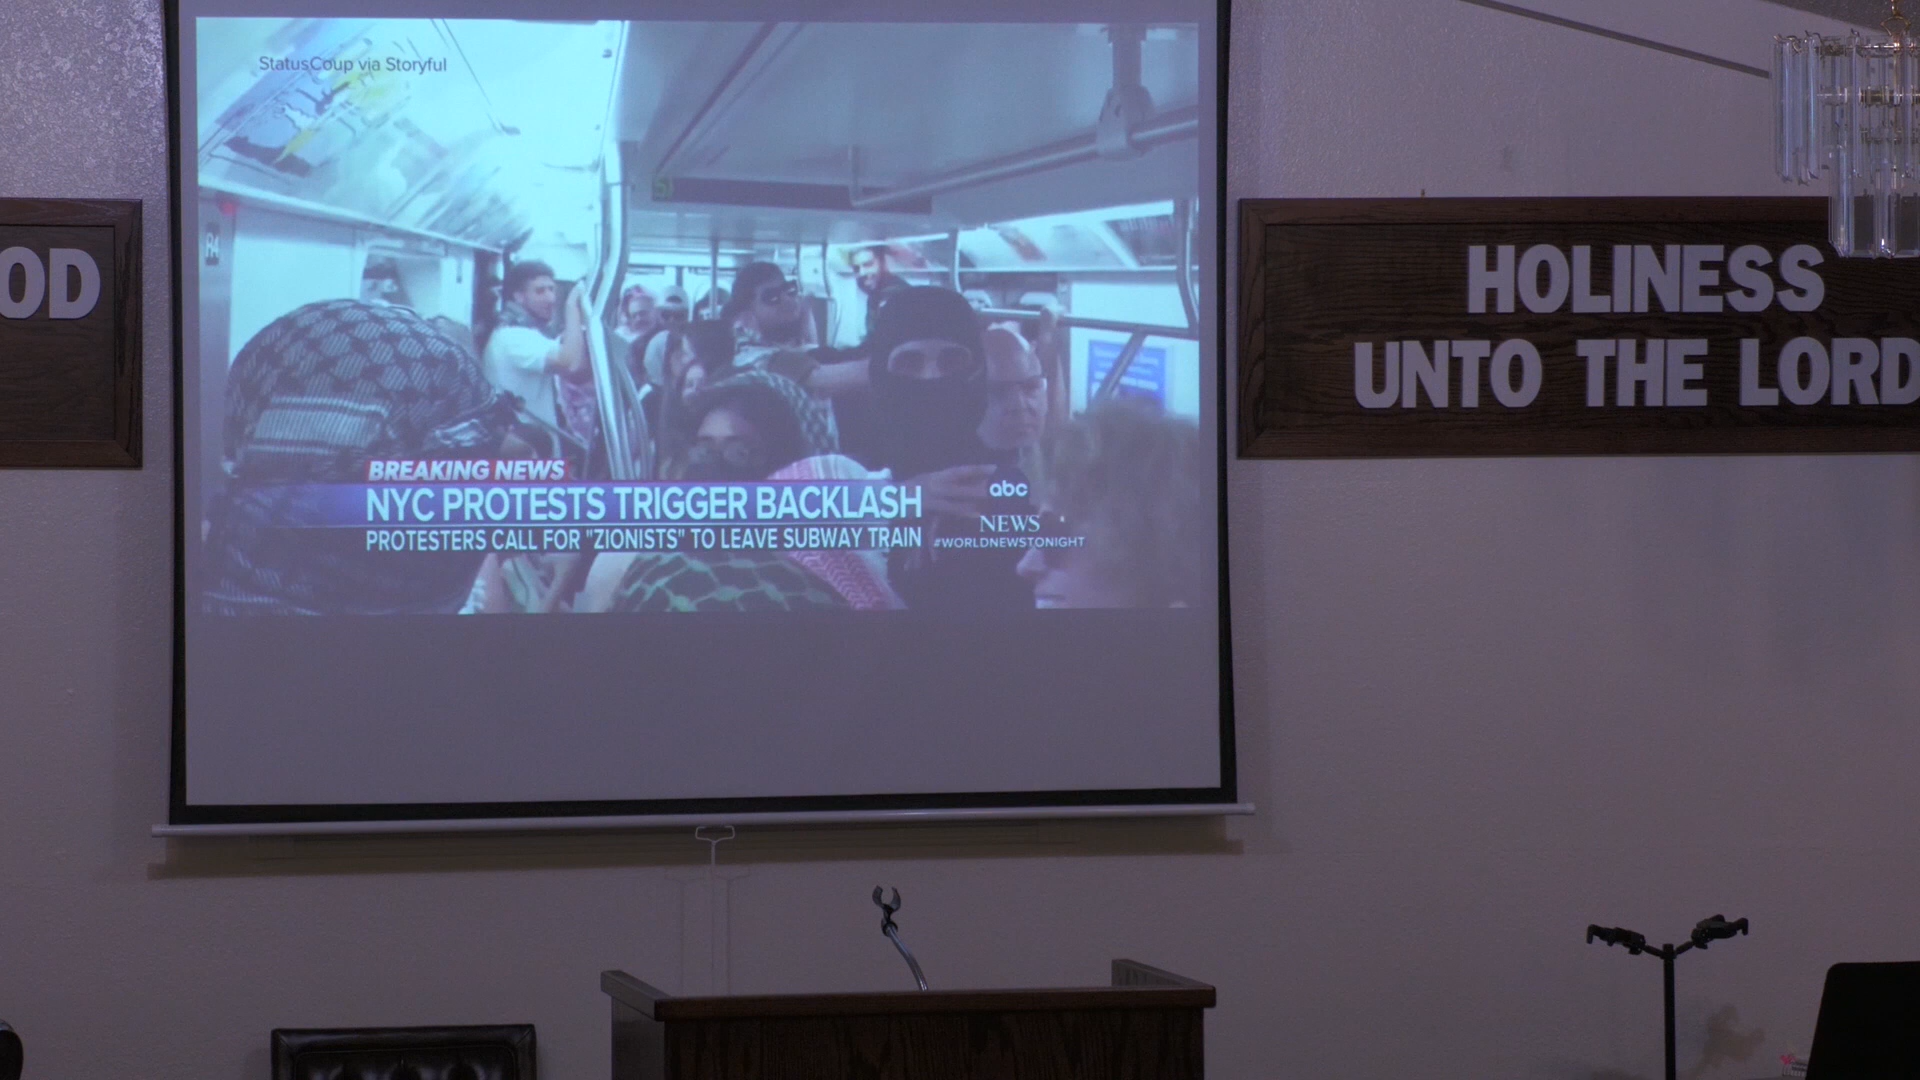 StatusCoup via Storyful
OD
HOLINESS
UNTO THE LORD
BREAKING NEWS
NYC PROTESTS TRIGGER BACKLASH
PROTESTERS CALL FOR "ZIONISTS" TO LEAVE SUBWAY TRAIN
abc
NEWS
#WORLDNEWSTONIGHT